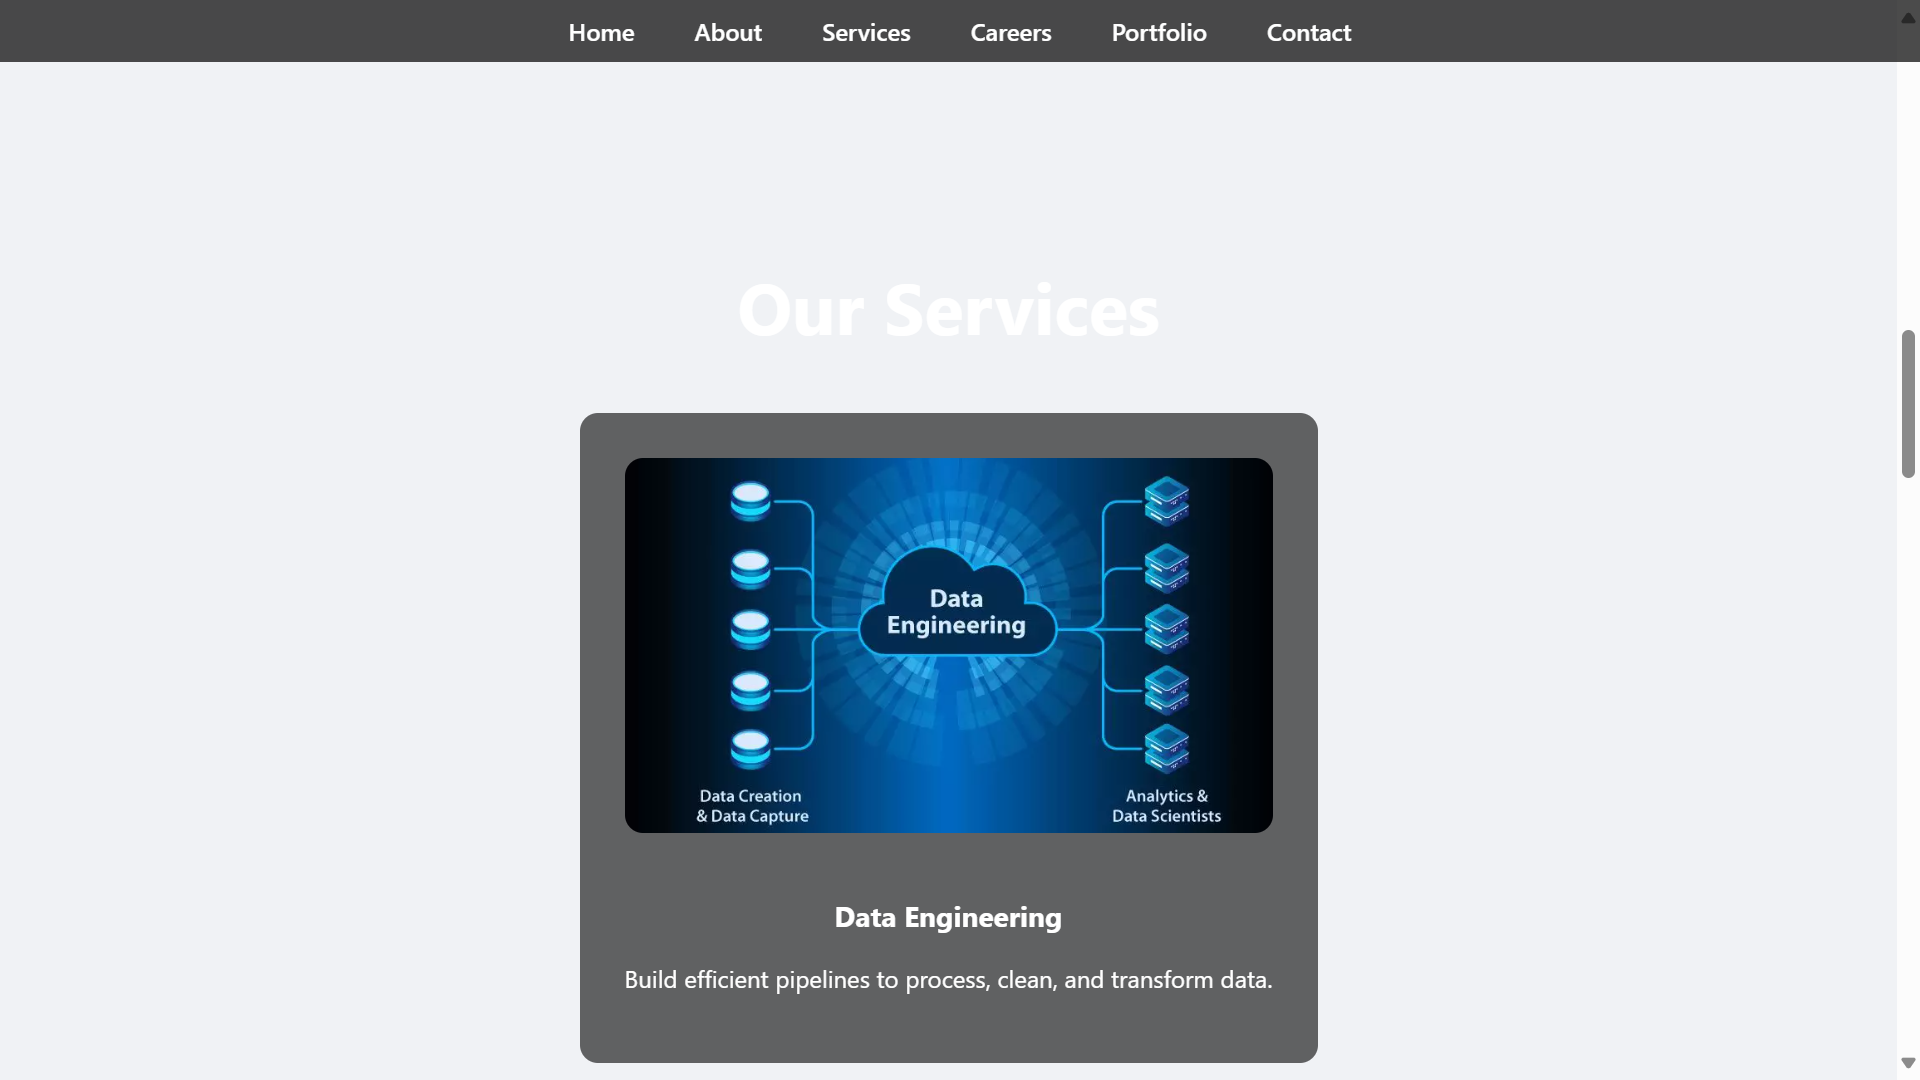 Home About Services Careers Portfolio Contact
Our Services
Data
Engineering
Data Creation
& Data Capture
Analytics &
Data Scientists
Data Engineering
Build efficient pipelines to process, clean, and transform data.